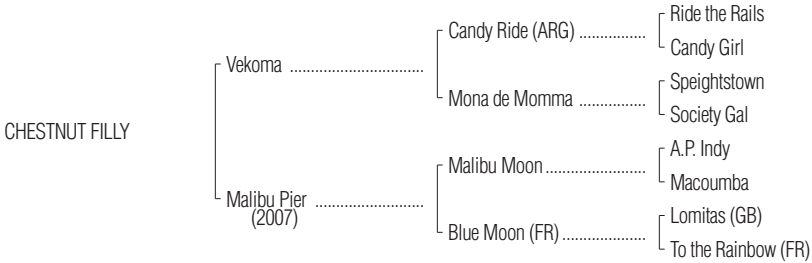 Ride the Rails
Candy Ride (ARG) ................
Candy Girl
Vekoma ................................
Speightstown
Mona de Momma ................
Society Gal
CHESTNUT FILLY
A.P. Indy
Malibu Moon ........................
Macoumba
Malibu Pier ..........................
(2007)
Lomitas (GB)
Blue Moon (FR) ....................
To the Rainbow (FR)